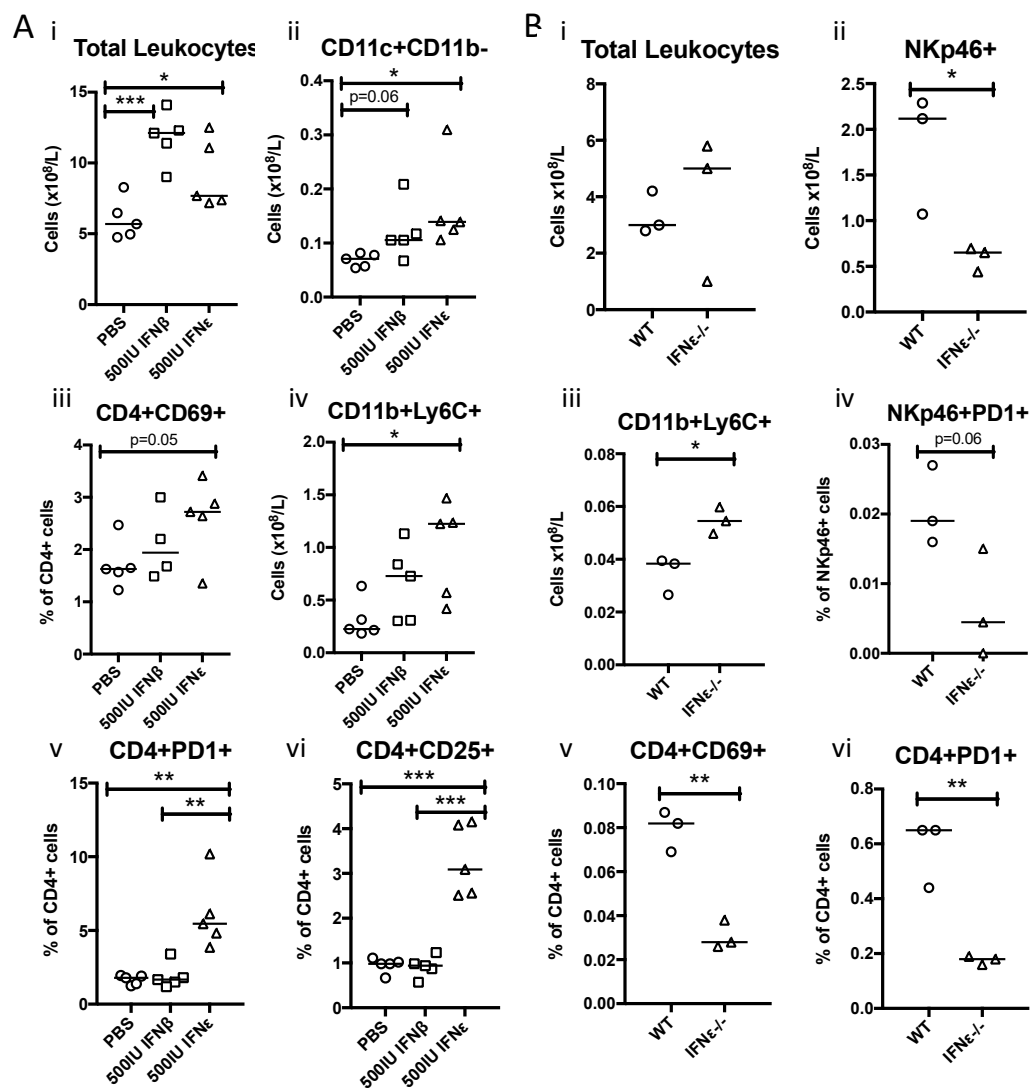 A
i
Total Leukocytes
*
***
15
10
5
0
Cells (x10⁸/L)
PBS
500IU IFNβ
500IU IFNε
ii
CD11c+CD11b-
*
p=0.06
0.4
0.3
0.2
0.1
0.0
Cells (x10⁸/L)
PBS
500IU IFNβ
500IU IFNε
iii
CD4+CD69+
p=0.05
4
3
2
1
0
% of CD4+ cells
PBS
500IU IFNβ
500IU IFNε
iv
CD11b+Ly6C+
*
2.0
1.5
1.0
0.5
0.0
Cells (x10⁸/L)
PBS
500IU IFNβ
500IU IFNε
v
CD4+PD1+
**
**
15
10
5
0
% of CD4+ cells
PBS
500IU IFNβ
500IU IFNε
vi
CD4+CD25+
***
***
5
4
3
2
1
0
% of CD4+ cells
PBS
500IU IFNβ
500IU IFNε
B
i
Total Leukocytes
8
6
4
2
0
Cells (x10⁸/L)
WT
IFNε-/-
ii
NKp46+
*
2.5
2.0
1.5
1.0
0.5
0.0
Cells x10⁸/L
WT
IFNε-/-
iii
CD11b+Ly6C+
*
0.08
0.06
0.04
0.02
0.00
Cells x10⁸/L
WT
IFNε-/-
iv
NKp46+PD1+
p=0.06
0.03
0.02
0.01
0.00
% of NKp46+ cells
WT
IFNε-/-
v
CD4+CD69+
**
0.10
0.08
0.06
0.04
0.02
0.00
% of CD4+ cells
WT
IFNε-/-
vi
CD4+PD1+
**
0.8
0.6
0.4
0.2
0.0
% of CD4+ cells
WT
IFNε-/-